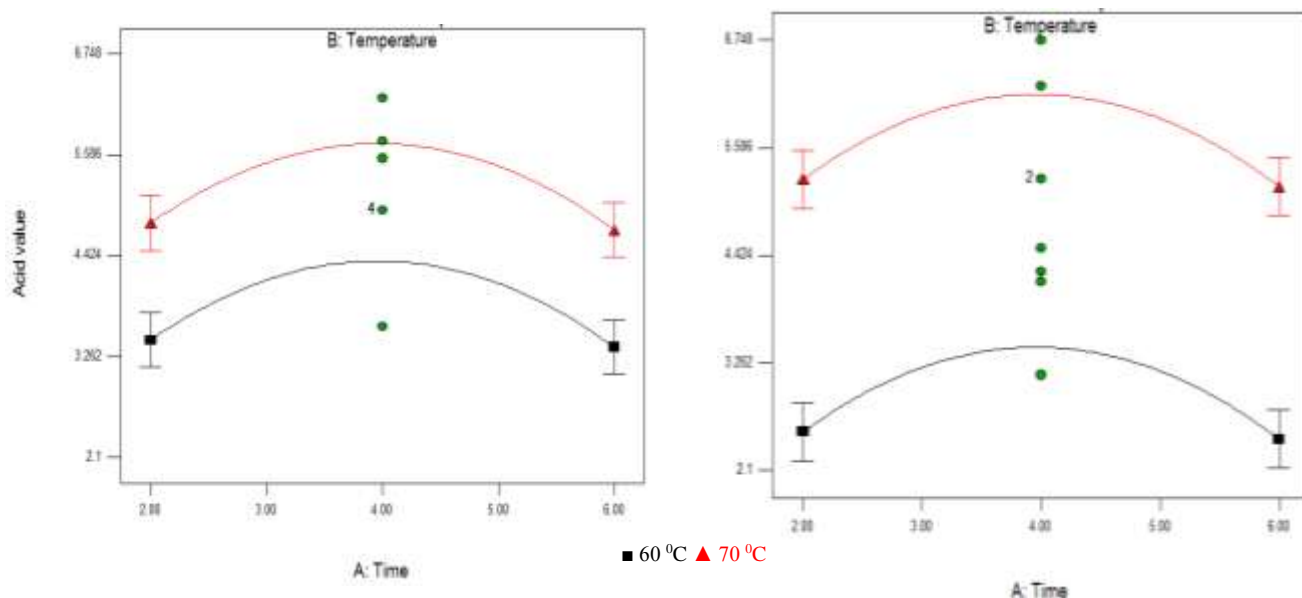 B: Temperature
6.748
5.586
4.424
3.262
2.1
4
2.00 3.00 4.00 5.00 6.00
Acid value
A: Time
B: Temperature
6.748
5.586
4.424
3.262
2.1
2
2.00 3.00 4.00 5.00 6.00
A: Time
■ 60 ⁰C ▲ 70 ⁰C